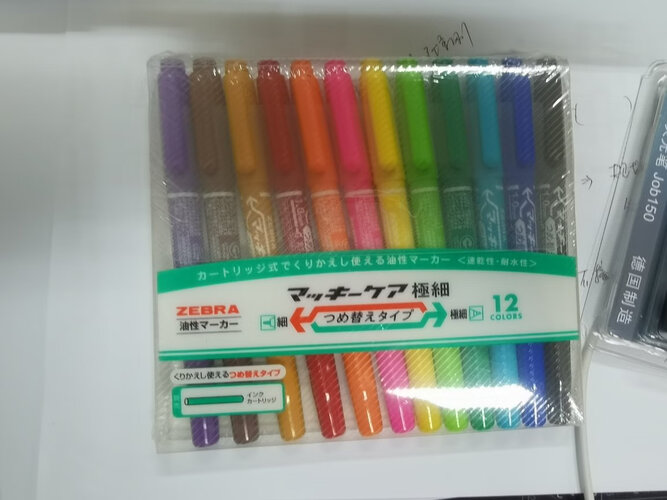 カートリッジ式でくりかえし使える油性マーカー <速乾性・耐水性>
ZEBRA
油性マーカー
マッキーケア極細
細
つめ替えタイプ
極細
12
COLORS
くりかえし使えるつめ替えタイプ
インク
カートリッジ
Job150
德国制造